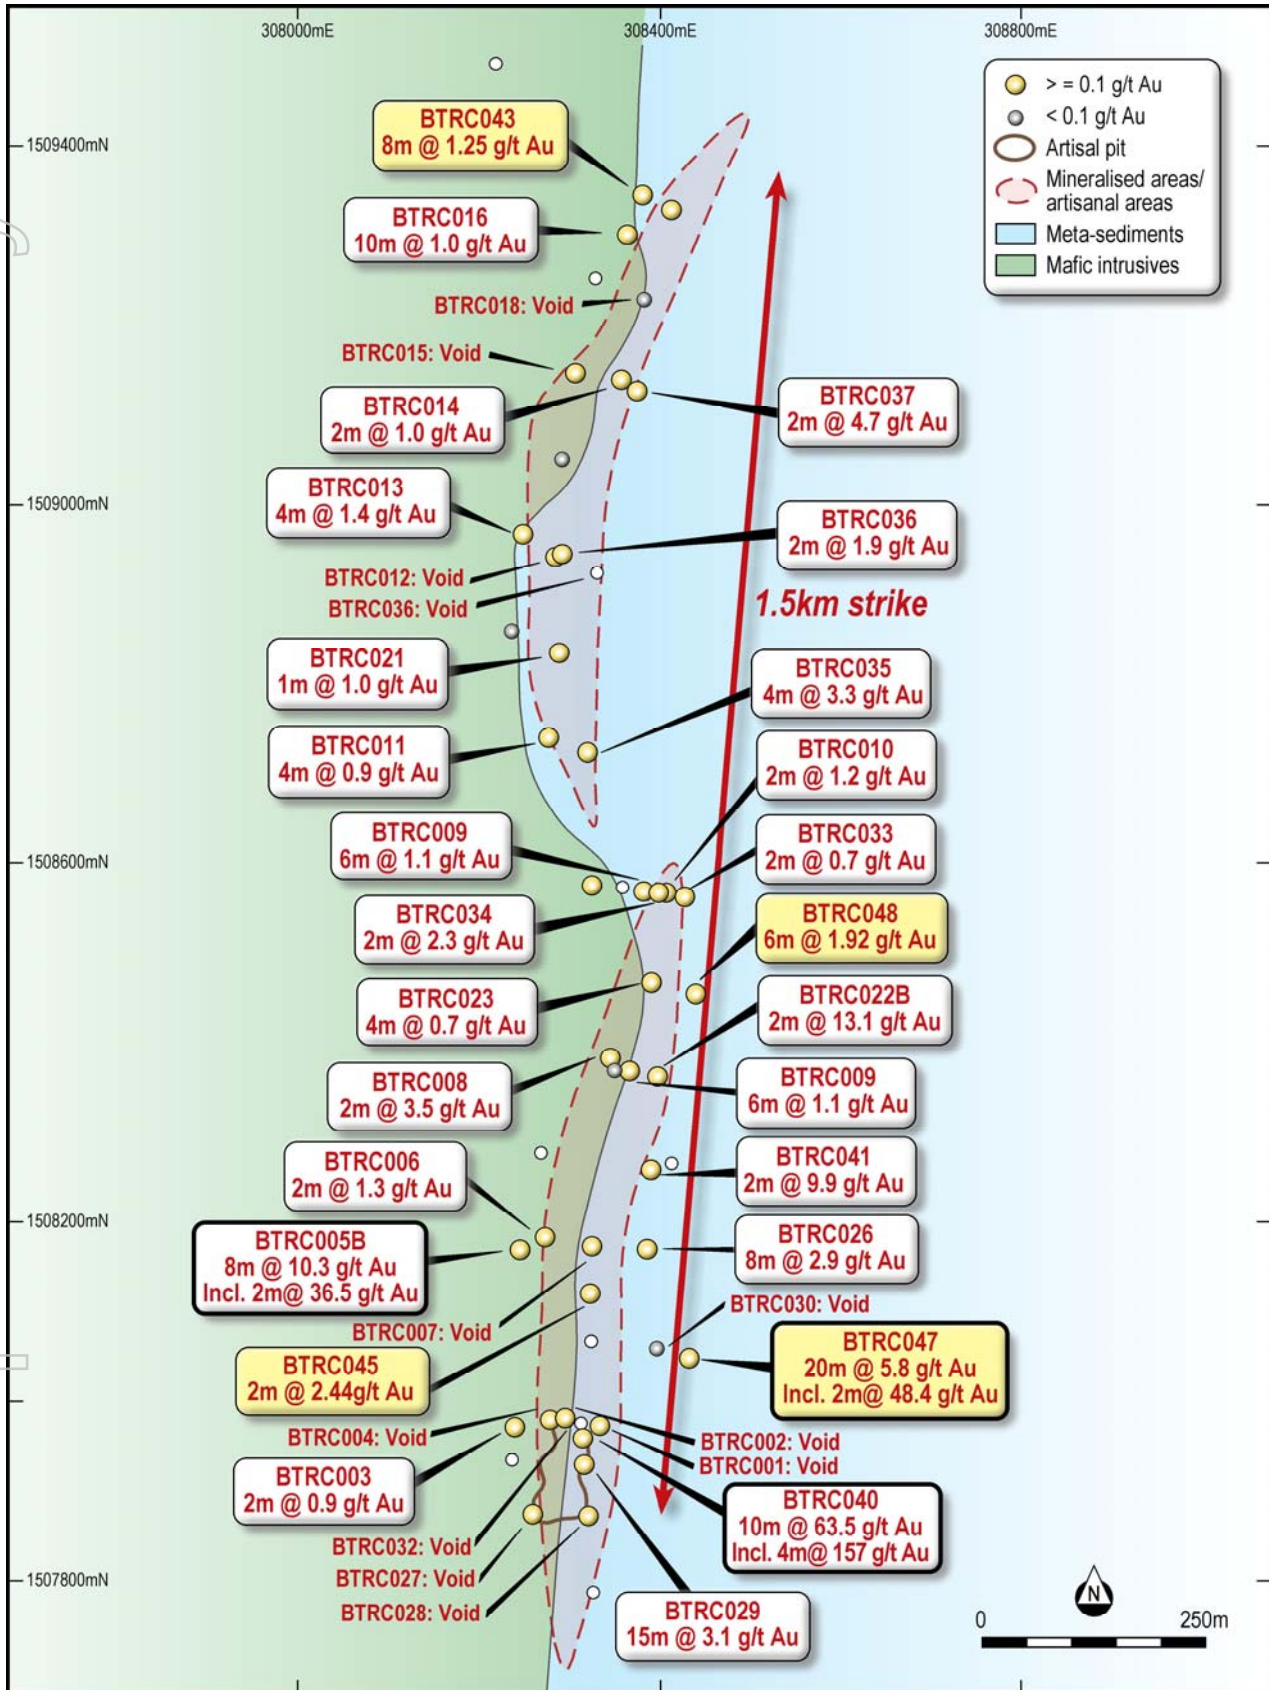 308000mE
308400mE
308800mE
> = 0.1 g/t Au
< 0.1 g/t Au
Artisal pit
Mineralised areas/
artisanal areas
Meta-sediments
Mafic intrusives
1509400mN
BTRC043
8m @ 1.25 g/t Au
BTRC016
10m @ 1.0 g/t Au
BTRC018: Void
BTRC015: Void
BTRC014
2m @ 1.0 g/t Au
BTRC037
2m @ 4.7 g/t Au
1509000mN
BTRC013
4m @ 1.4 g/t Au
BTRC036
2m @ 1.9 g/t Au
BTRC012: Void
BTRC036: Void
1.5km strike
BTRC021
1m @ 1.0 g/t Au
BTRC035
4m @ 3.3 g/t Au
BTRC011
4m @ 0.9 g/t Au
BTRC010
2m @ 1.2 g/t Au
1508600mN
BTRC009
6m @ 1.1 g/t Au
BTRC033
2m @ 0.7 g/t Au
BTRC034
2m @ 2.3 g/t Au
BTRC048
6m @ 1.92 g/t Au
BTRC023
4m @ 0.7 g/t Au
BTRC022B
2m @ 13.1 g/t Au
BTRC008
2m @ 3.5 g/t Au
BTRC009
6m @ 1.1 g/t Au
BTRC006
2m @ 1.3 g/t Au
BTRC041
2m @ 9.9 g/t Au
1508200mN
BTRC005B
8m @ 10.3 g/t Au
Incl. 2m@ 36.5 g/t Au
BTRC026
8m @ 2.9 g/t Au
BTRC007: Void
BTRC030: Void
BTRC045
2m @ 2.44g/t Au
BTRC047
20m @ 5.8 g/t Au
Incl. 2m@ 48.4 g/t Au
BTRC004: Void
BTRC002: Void
BTRC001: Void
BTRC003
2m @ 0.9 g/t Au
BTRC040
10m @ 63.5 g/t Au
Incl. 4m@ 157 g/t Au
BTRC032: Void
BTRC027: Void
BTRC028: Void
1507800mN
BTRC029
15m @ 3.1 g/t Au
N
0
250m